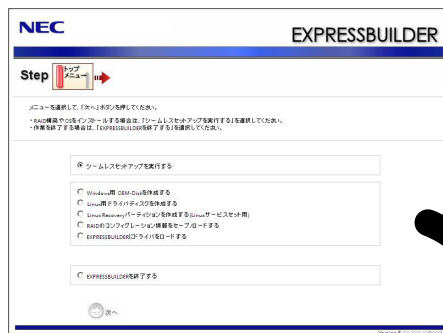 NEC
EXPRESSBUILDER
Step
トップ
メニュー
メニューを選択して、「次へ」ボタンを押してください。
・RAID構築やOSをインストールする場合は、「シームレスセットアップを実行する」を選択してください。
・作業を終了する場合は、「EXPRESSBUILDERを終了する」を選択してください。
シームレスセットアップを実行する
Windows用 OEM-Diskを作成する
Linux用ドライバディスクを作成する
Linux Recoveryパーティションを作成する(Linuxサービスセット用)
RAIDのコンフィグレーション情報をセーブ/ロードする
EXPRESSBUILDERにドライバをロードする
EXPRESSBUILDERを終了する
次へ